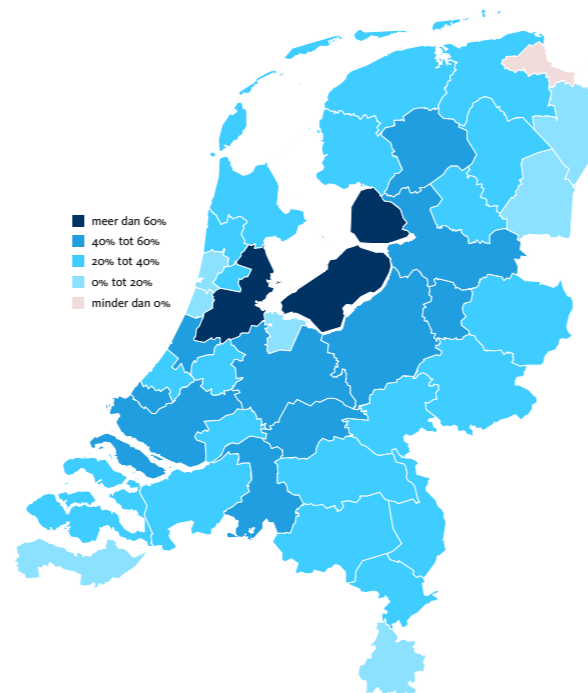 meer dan 60%
40% tot 60%
20% tot 40%
0% tot 20%
minder dan 0%